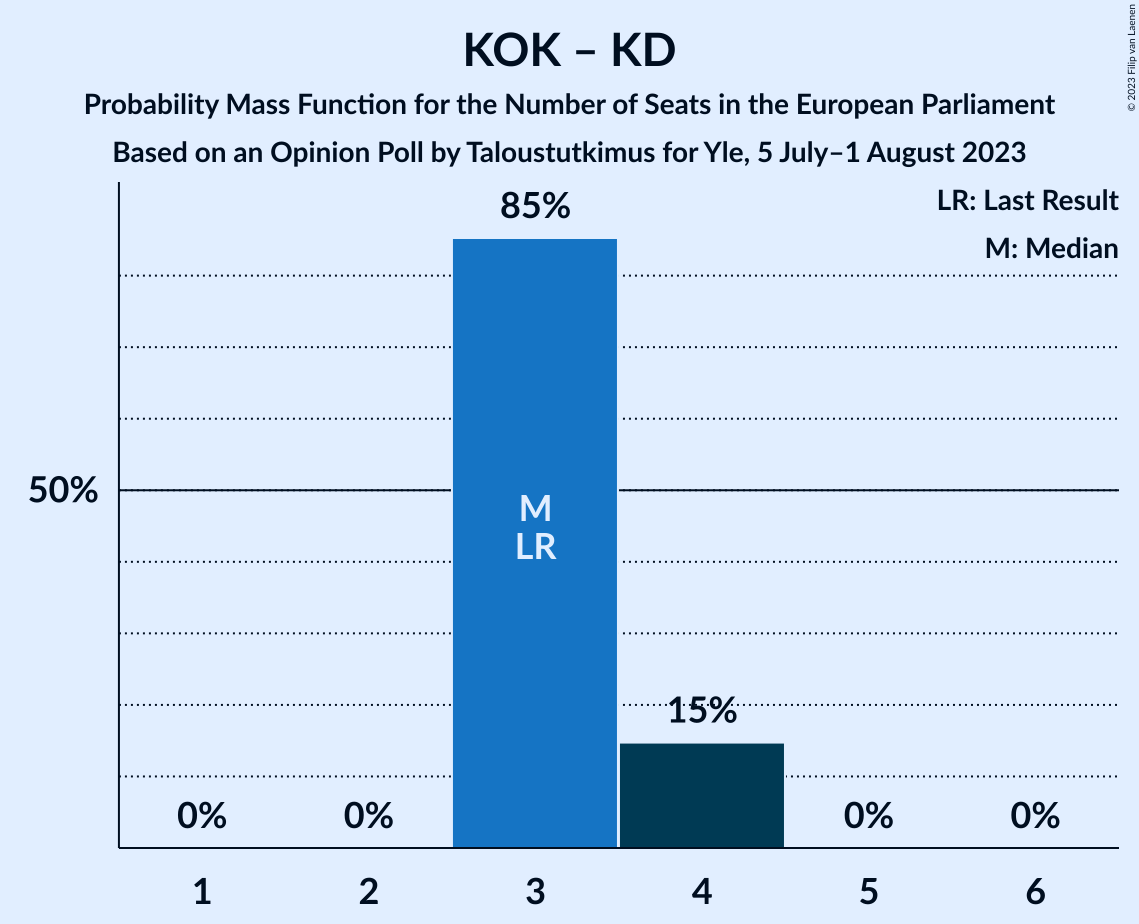 KOK – KD
Probability Mass Function for the Number of Seats in the European Parliament
Based on an Opinion Poll by Taloustutkimus for Yle, 5 July–1 August 2023
© 2023 Filip van Laenen
LR: Last Result
M: Median
85%
50%
M
LR
15%
0%
0%
0%
0%
1
2
3
4
5
6